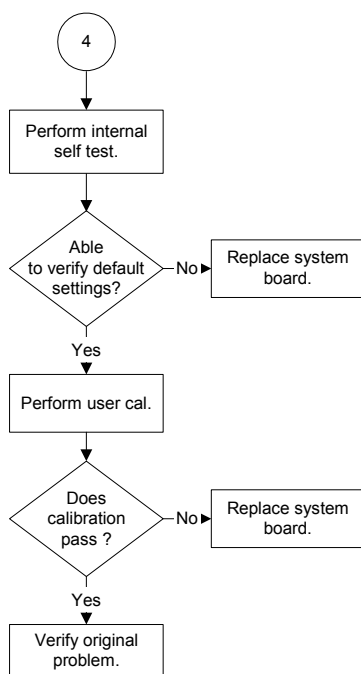 4
Perform internal
self test.
Able
to verify default
settings?
No
Replace system
board.
Yes
Perform user cal.
Does
calibration
pass ?
No
Replace system
board.
Yes
Verify original
problem.